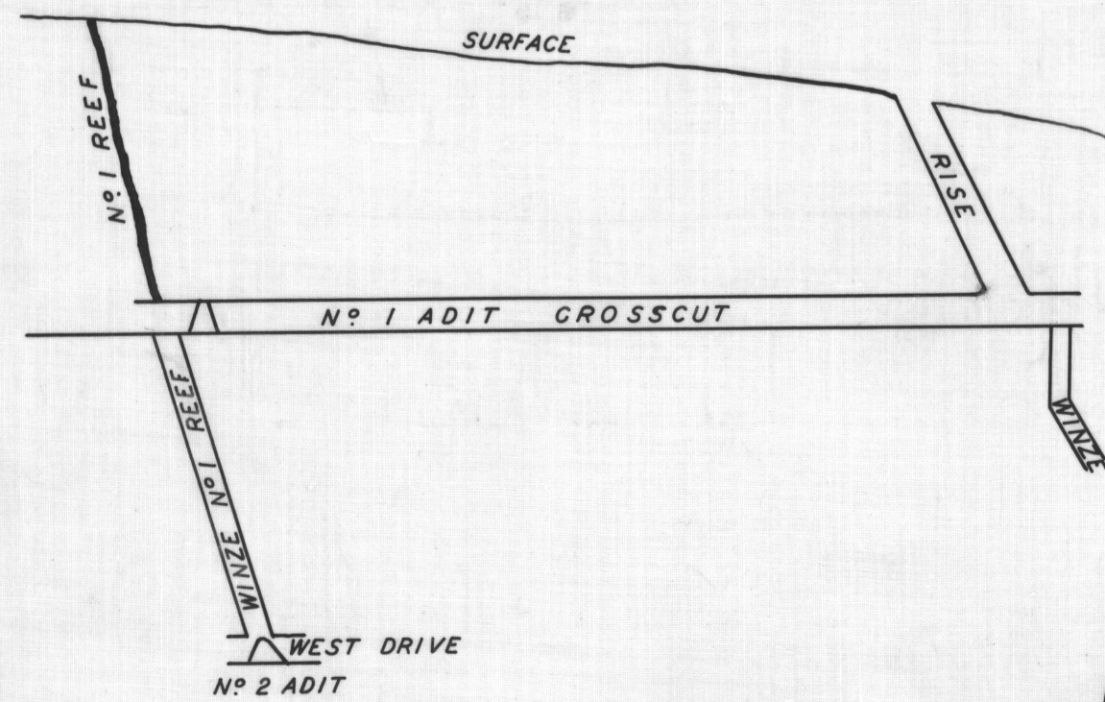 SURFACE
Nº 1 REEF
RISE
Nº 1 ADIT CROSSCUT
WINZE Nº 1 REEF
WINZE
WEST DRIVE
Nº 2 ADIT